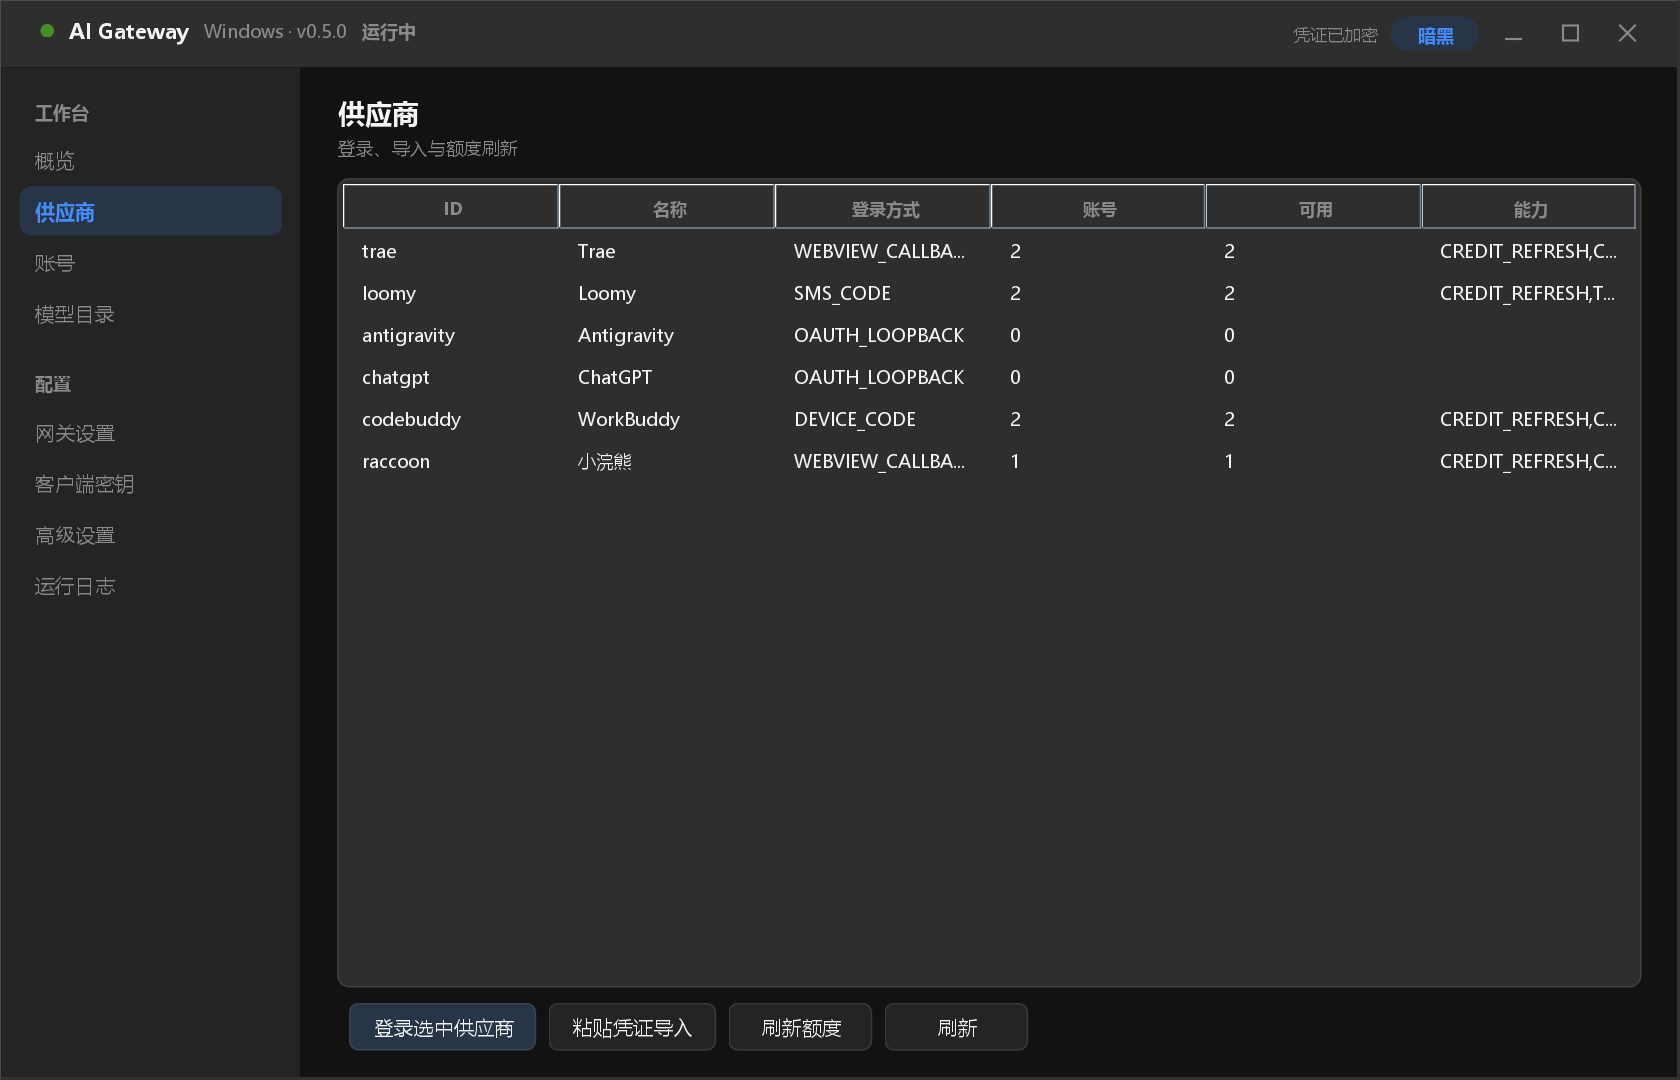 AI Gateway Windows · v0.5.0 运行中 凭证已加密 暗黑
工作台
概览
供应商
账号
模型目录
配置
网关设置
客户端密钥
高级设置
运行日志
供应商
登录、导入与额度刷新
ID 名称 登录方式 账号 可用 能力
trae Trae WEBVIEW_CALLBA... 2 2 CREDIT_REFRESH,C...
loomy Loomy SMS_CODE 2 2 CREDIT_REFRESH,T...
antigravity Antigravity OAUTH_LOOPBACK 0 0
chatgpt ChatGPT OAUTH_LOOPBACK 0 0
codebuddy WorkBuddy DEVICE_CODE 2 2 CREDIT_REFRESH,C...
raccoon 小浣熊 WEBVIEW_CALLBA... 1 1 CREDIT_REFRESH,C...
登录选中供应商 粘贴凭证导入 刷新额度 刷新